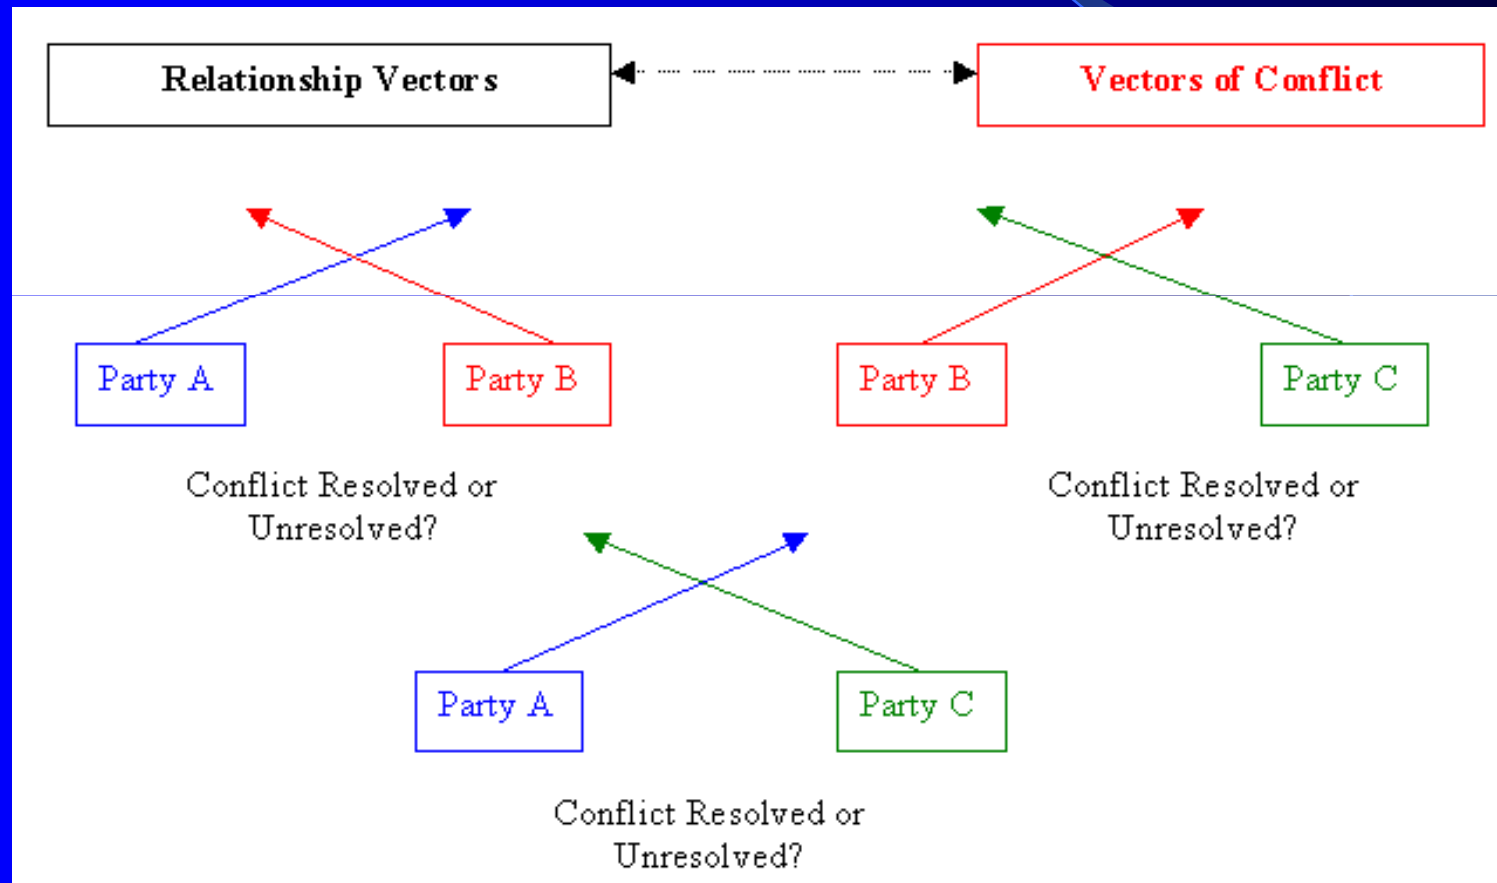 Relationship Vectors
Vectors of Conflict
Party A
Party B
Party B
Party C
Conflict Resolved or
Unresolved?
Conflict Resolved or
Unresolved?
Party A
Party C
Conflict Resolved or
Unresolved?